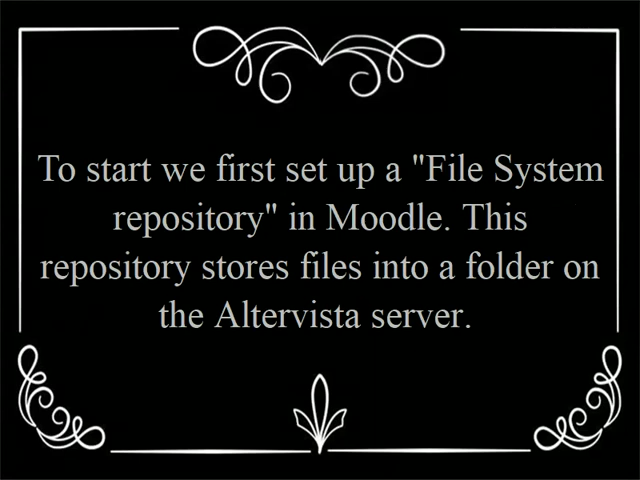 To start we first set up a "File System
repository" in Moodle. This
repository stores files into a folder on
the Altervista server.